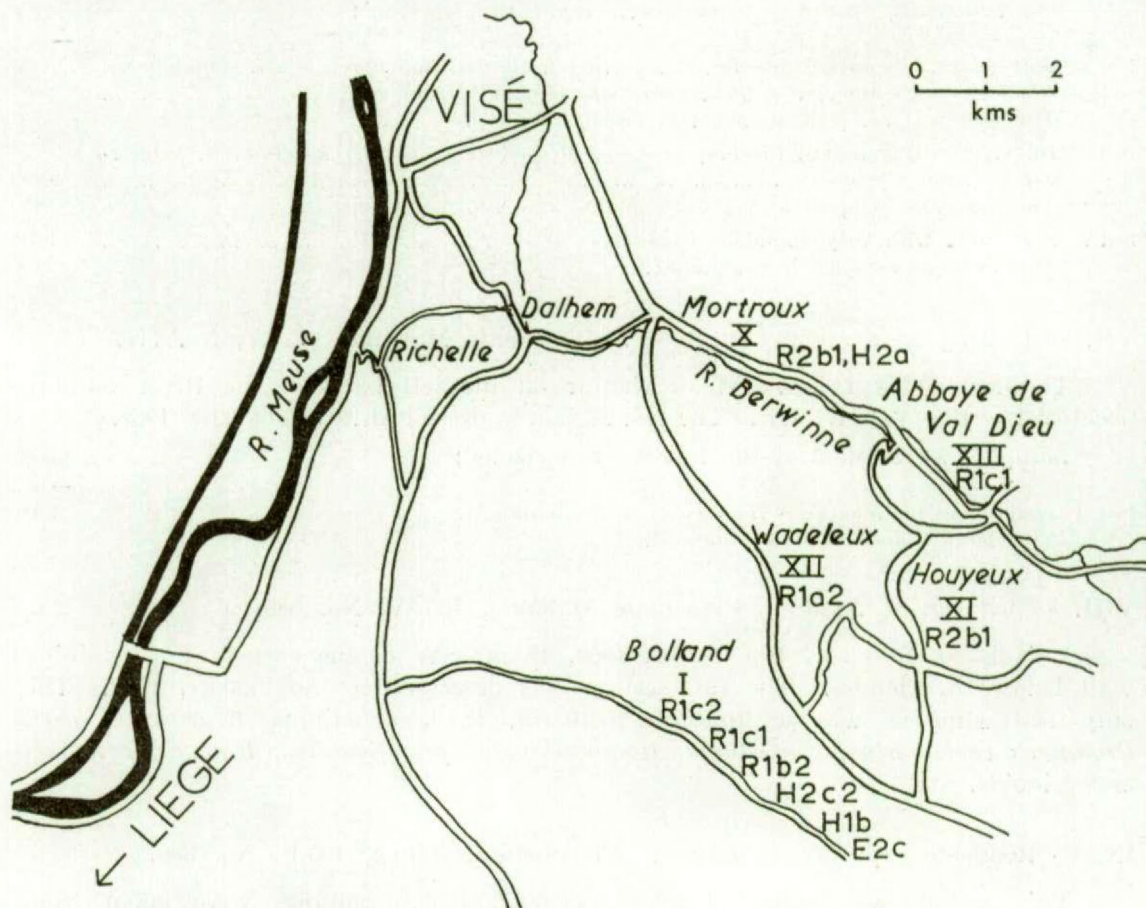 0 1 2
kms
VISÉ
R. Meuse
Richelle
Dalhem
Mortroux
X
R2b1,H2a
R. Berwinne
Abbaye de
Val Dieu
XIII
R1c1
Wadeleux
XII
R1a2
Houyeux
XI
R2b1
Bolland
I
R1c2
R1c1
R1b2
H2c2
H1b
E2c
LIEGE